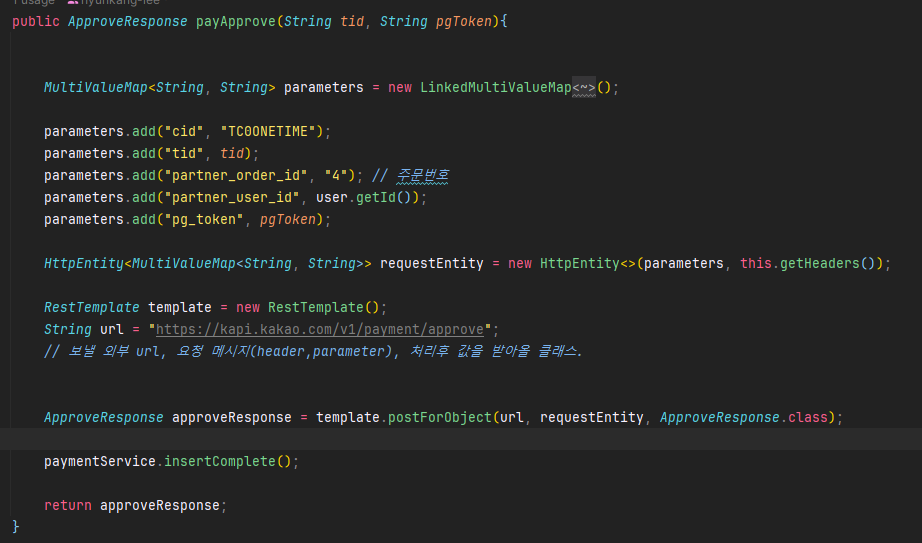 1 usage hyunkang-lee
public ApproveResponse payApprove(String tid, String pgToken){
MultiValueMap<String, String> parameters = new LinkedMultiValueMap<~>();
parameters.add("cid", "TC0ONETIME");
parameters.add("tid", tid);
parameters.add("partner_order_id", "4"); // 주문번호
parameters.add("partner_user_id", user.getId());
parameters.add("pg_token", pgToken);
HttpEntity<MultiValueMap<String, String>> requestEntity = new HttpEntity<>(parameters, this.getHeaders());
RestTemplate template = new RestTemplate();
String url = "https://kapi.kakao.com/v1/payment/approve";
// 보낼 외부 url, 요청 메시지(header,parameter), 처리후 값을 받아올 클래스.
ApproveResponse approveResponse = template.postForObject(url, requestEntity, ApproveResponse.class);
paymentService.insertComplete();
return approveResponse;
}